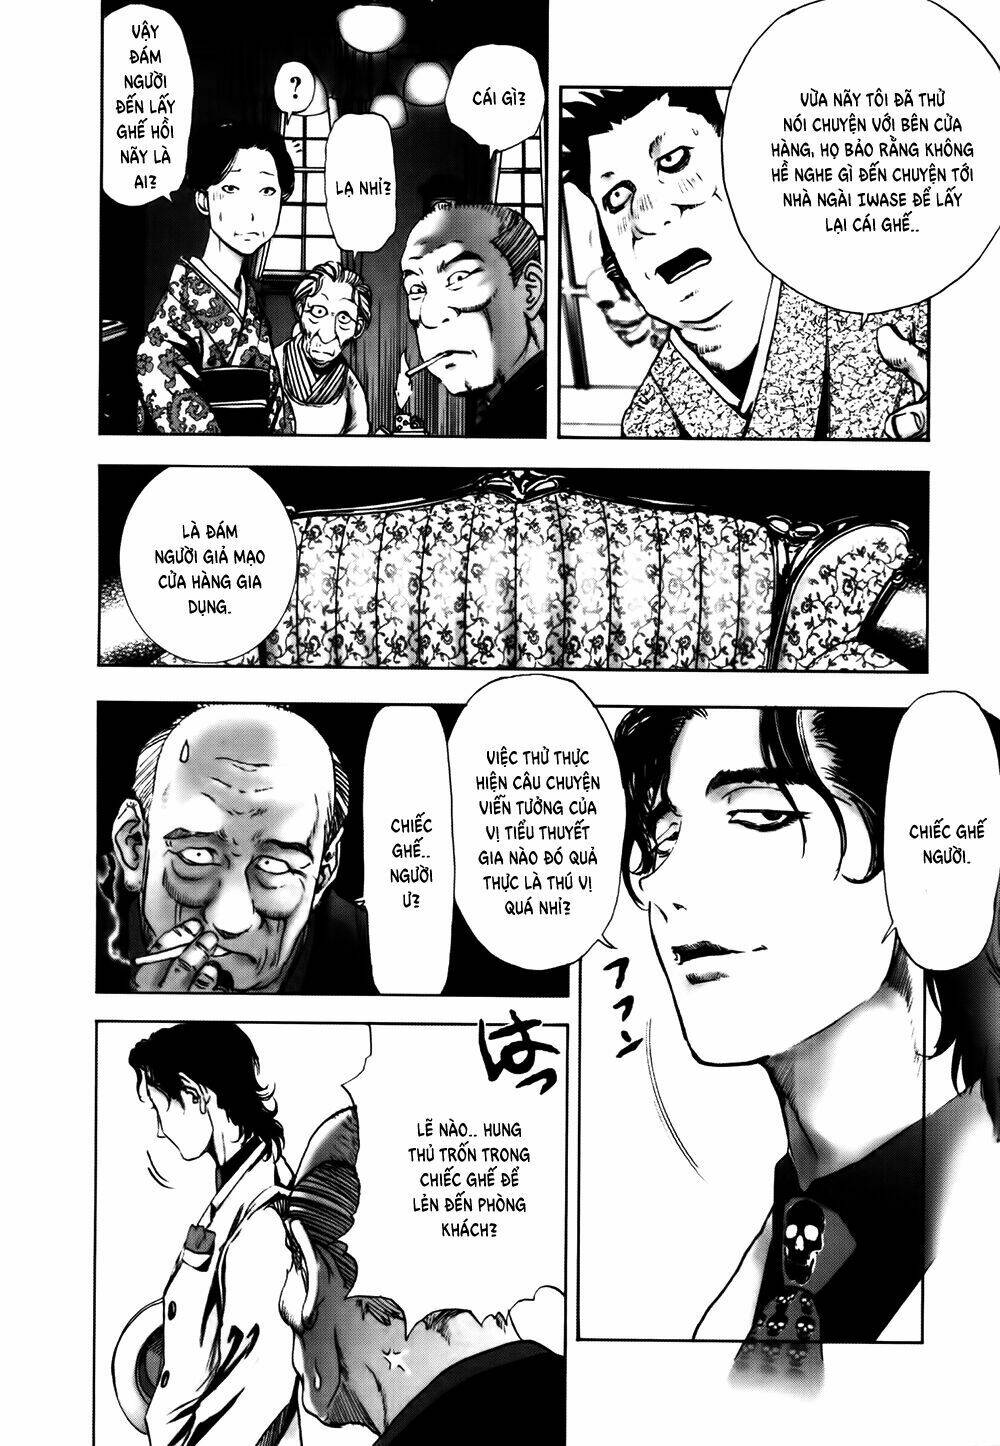 VỪA NÃY TÔI ĐÃ THỬ
NÓI CHUYỆN VỚI BÊN CỬA
HÀNG, HỌ BẢO RẰNG KHÔNG
HỀ NGHE GÌ ĐẾN CHUYỆN TỚI
NHÀ NGÀI IWASE ĐỂ LẤY
LẠI CÁI GHẾ..
CÁI GÌ?
LẠ NHỈ?
?
VẬY
ĐÁM
NGƯỜI
ĐẾN LẤY
GHẾ HỒI
NÃY LÀ
AI?
LÀ ĐÁM
NGƯỜI GIẢ MẠO
CỬA HÀNG GIA
DỤNG.
CHIẾC GHẾ
NGƯỜI.
VIỆC THỬ THỰC
HIỆN CÂU CHUYỆN
VIỄN TƯỞNG CỦA
VỊ TIỂU THUYẾT
GIA NÀO ĐÓ QUẢ
THỰC LÀ THÚ VỊ
QUÁ NHỈ?
アフン
CHIẾC
GHẾ..
NGƯỜI
Ư?
はっ
LẼ NÀO.. HUNG
THỦ TRỐN TRONG
CHIẾC GHẾ ĐỂ
LẺN ĐẾN PHÒNG
KHÁCH?